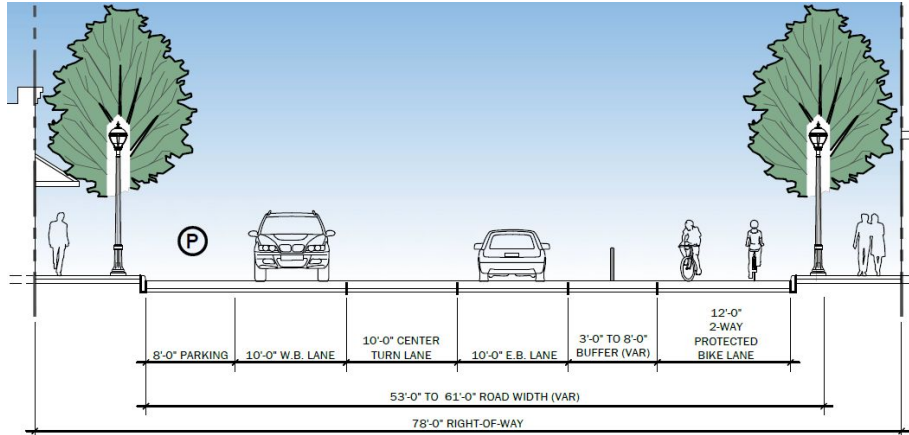 P
8'-0" PARKING
10'-0" W.B. LANE
10'-0" CENTER
TURN LANE
10'-0" E.B. LANE
3'-0" TO 8'-0"
BUFFER (VAR)
12'-0"
2-WAY
PROTECTED
BIKE LANE
53'-0" TO 61'-0" ROAD WIDTH (VAR)
78'-0" RIGHT-OF-WAY